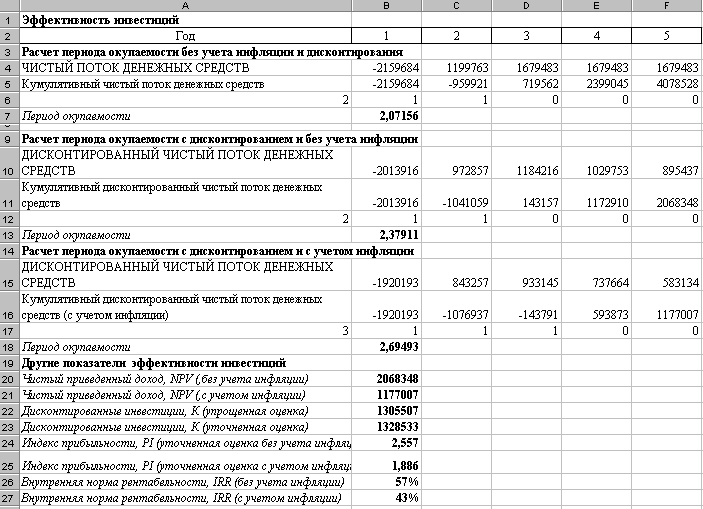 A B C D E F
1 Эффективность инвестиций
2 Год 1 2 3 4 5
3 Расчет периода окупаемости без учета инфляции и дисконтирования
4 ЧИСТЫЙ ПОТОК ДЕНЕЖНЫХ СРЕДСТВ -2159684 1199763 1679483 1679483 1679483
5 Кумулятивный чистый поток денежных средств -2159684 -959921 719562 2399045 4078528
6 2 1 1 0 0 0
7 Период окупаемости 2,07156
9 Расчет периода окупаемости с дисконтированием и без учета инфляции
ДИСКОНТИРОВАННЫЙ ЧИСТЫЙ ПОТОК ДЕНЕЖНЫХ
10 СРЕДСТВ -2013916 972857 1184216 1029753 895437
Кумулятивный дисконтированный чистый поток денежных
11 средств -2013916 -1041059 143157 1172910 2068348
12 2 1 1 0 0 0
13 Период окупаемости 2,37911
14 Расчет периода окупаемости с дисконтированием и с учетом инфляции
ДИСКОНТИРОВАННЫЙ ЧИСТЫЙ ПОТОК ДЕНЕЖНЫХ
15 СРЕДСТВ -1920193 843257 933145 737664 583134
Кумулятивный дисконтированный чистый поток денежных
16 средств (с учетом инфляции) -1920193 -1076937 -143791 593873 1177007
17 3 1 1 1 0 0
18 Период окупаемости 2,69493
19 Другие показатели эффективности инвестиций
20 Чистый приведенный доход, NPV (,без учета инфляции) 2068348
21 Чистый приведенный доход, NPV (,с учетом инфляции) 1177007
22 Дисконтированные инвестиции, К (упрощенная оценка) 1305507
23 Дисконтированные инвестиции, К (уточненная оценка) 1328533
24 Индекс прибыльности, PI (уточненная оценка без учета инфляц 2,557
25 Индекс прибыльности, PI (уточненная оценка с учетом инфляц 1,886
26 Внутренняя норма рентабельности, IRR (без учета инфляции) 57%
27 Внутренняя норма рентабельности, IRR (с учетом инфляции) 43%